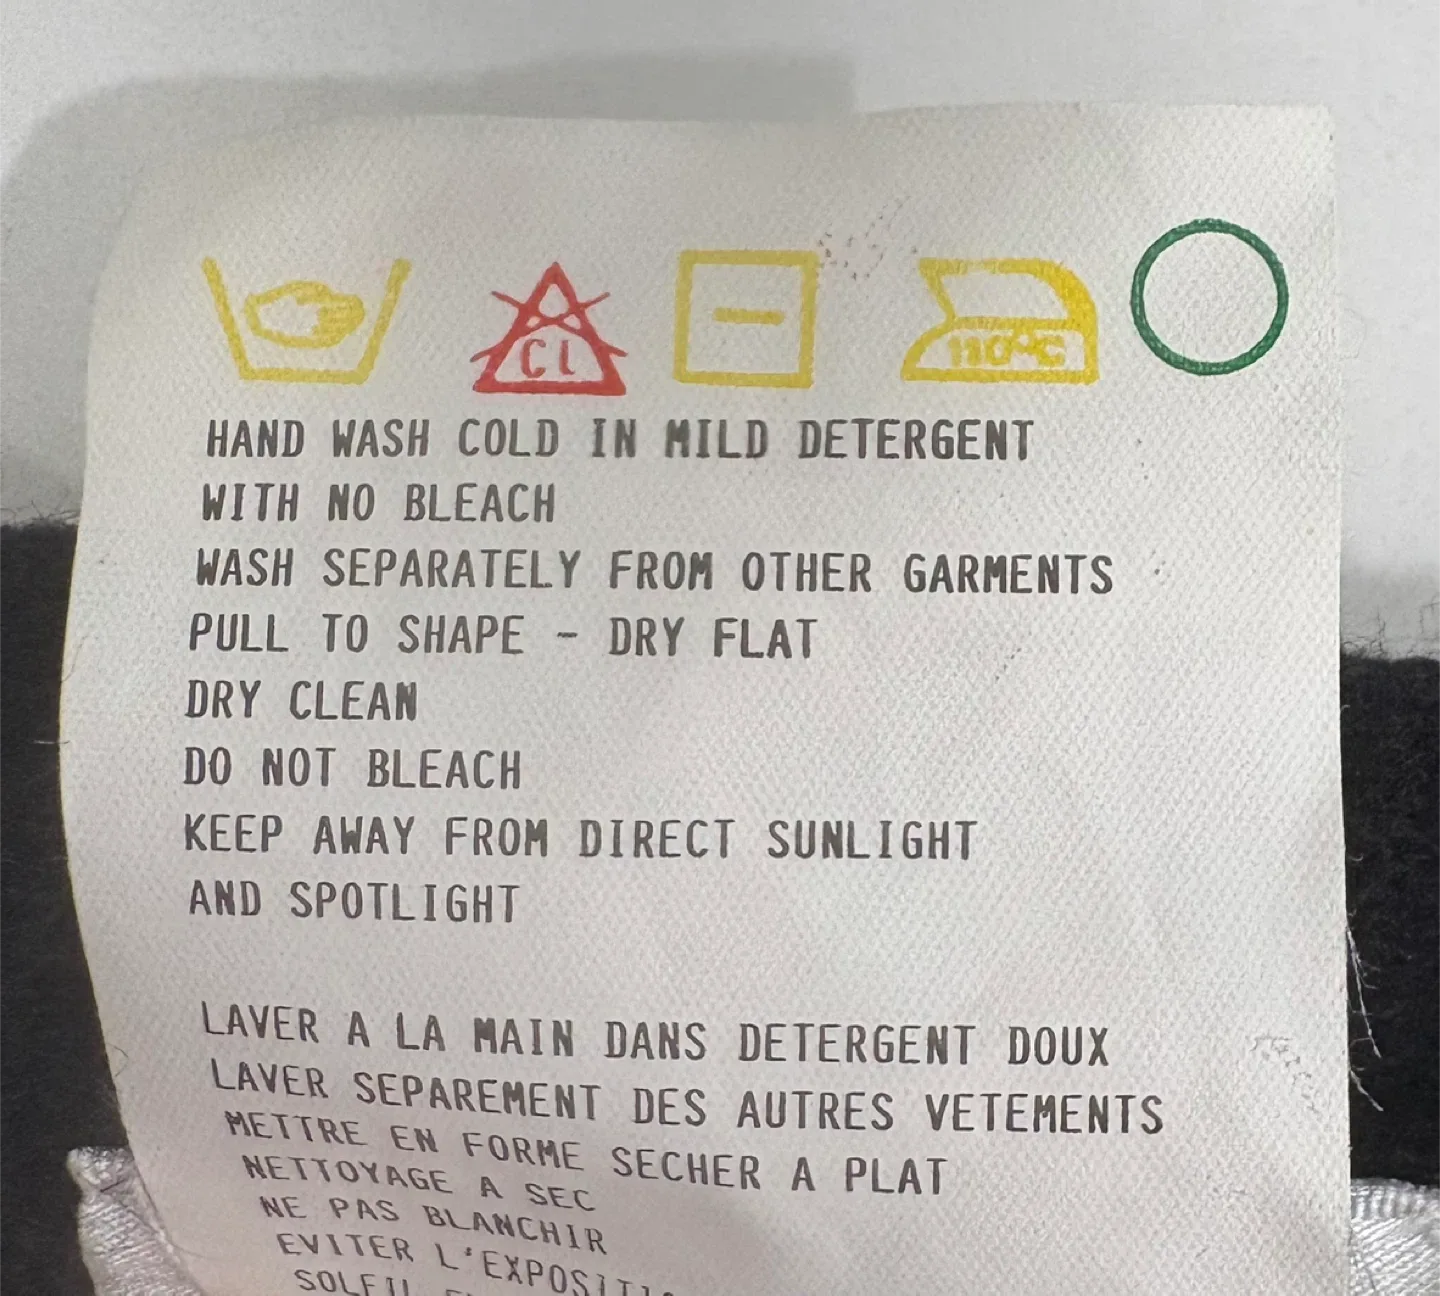 CL 110°C
HAND WASH COLD IN MILD DETERGENT
WITH NO BLEACH
WASH SEPARATELY FROM OTHER GARMENTS
PULL TO SHAPE - DRY FLAT
DRY CLEAN
DO NOT BLEACH
KEEP AWAY FROM DIRECT SUNLIGHT
AND SPOTLIGHT
LAVER A LA MAIN DANS DETERGENT DOUX
LAVER SEPAREMENT DES AUTRES VETEMENTS
METTRE EN FORME SECHER A PLAT
NETTOYAGE A SEC
NE PAS BLANCHIR
EVITER
SOLEIL